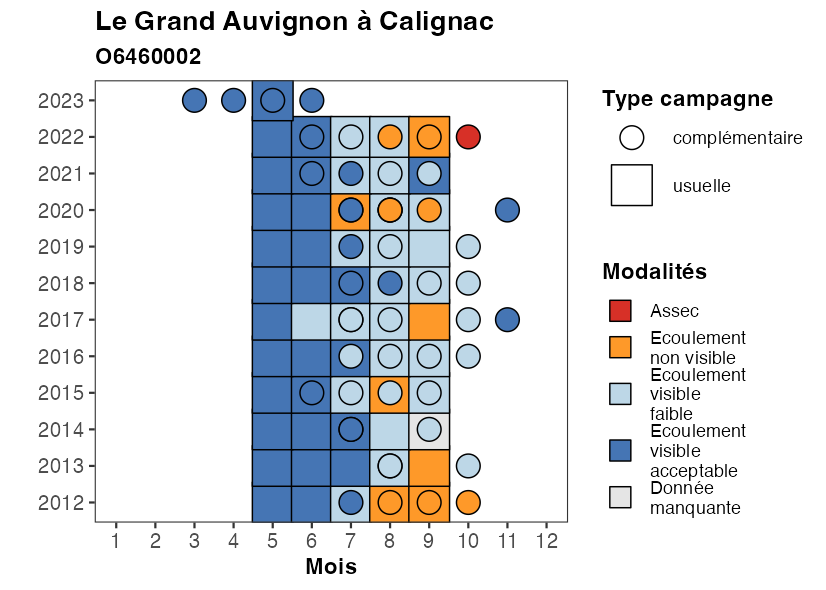 Le Grand Auvignon à Calignac
O6460002
2023
2022
2021
2020
2019
2018
2017
2016
2015
2014
2013
2012
1 2 3 4 5 6 7 8 9 10 11 12
Mois
Type campagne
complémentaire
usuelle
Modalités
Assec
Ecoulement
non visible
Ecoulement
visible
faible
Ecoulement
visible
acceptable
Donnée
manquante